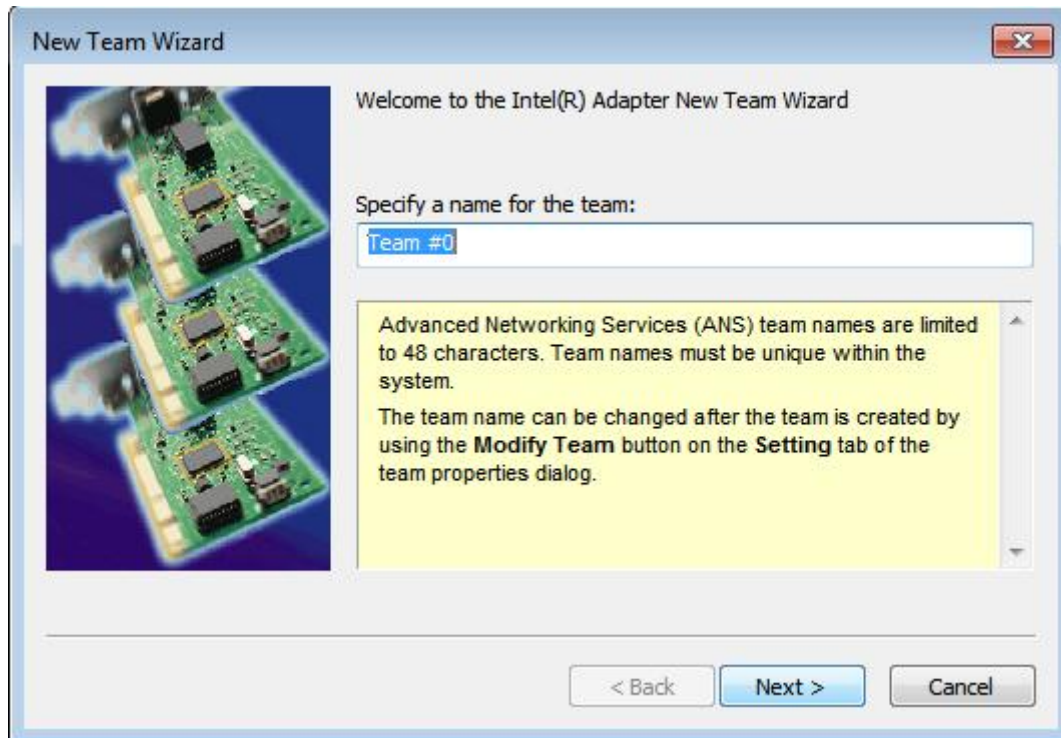 New Team Wizard
Welcome to the Intel(R) Adapter New Team Wizard
Specify a name for the team:
Team #0
Advanced Networking Services (ANS) team names are limited
to 48 characters. Team names must be unique within the
system.
The team name can be changed after the team is created by
using the Modify Team button on the Setting tab of the
team properties dialog.
< Back
Next >
Cancel